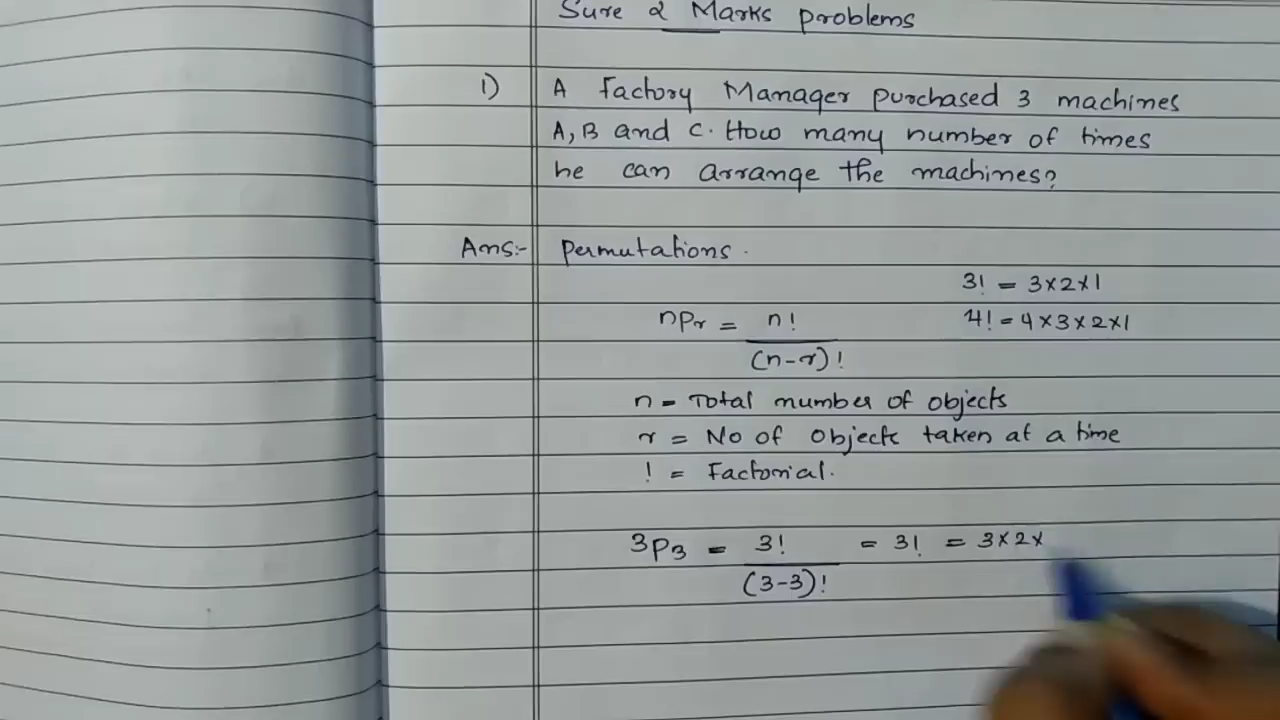 Sure 2 Marks problems
1) A Factory Manager purchased 3 machines
A, B and C. How many number of times
he can arrange the machines?
Ans:- Permutations.
3! = 3×2×1
nPr = n! / (n-r)!
4! = 4×3×2×1
n = Total number of objects
r = No of objects taken at a time
! = Factorial.
3P3 = 3! / (3-3)! = 3! = 3×2×